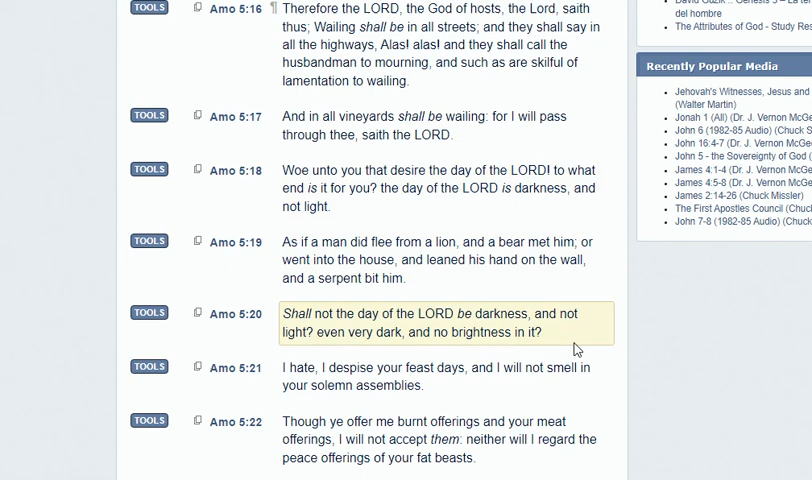 TOOLS Amo 5:16 ¶ Therefore the LORD, the God of hosts, the Lord, saith
thus; Wailing shall be in all streets; and they shall say in
all the highways, Alas! alas! and they shall call the
husbandman to mourning, and such as are skilful of
lamentation to wailing.
TOOLS Amo 5:17 And in all vineyards shall be wailing: for I will pass
through thee, saith the LORD.
TOOLS Amo 5:18 Woe unto you that desire the day of the LORD! to what
end is it for you? the day of the LORD is darkness, and
not light.
TOOLS Amo 5:19 As if a man did flee from a lion, and a bear met him; or
went into the house, and leaned his hand on the wall,
and a serpent bit him.
TOOLS Amo 5:20 Shall not the day of the LORD be darkness, and not
light? even very dark, and no brightness in it?
TOOLS Amo 5:21 I hate, I despise your feast days, and I will not smell in
your solemn assemblies.
TOOLS Amo 5:22 Though ye offer me burnt offerings and your meat
offerings, I will not accept them: neither will I regard the
peace offerings of your fat beasts.
del hombre
The Attributes of God - Study Res
Recently Popular Media
Jehovah's Witnesses, Jesus and
(Walter Martin)
Jonah 1 (All) (Dr. J. Vernon McGe
John 6 (1982-85 Audio) (Chuck S
John 16:4-7 (Dr. J. Vernon McGe
John 5 - the Sovereignty of God (
James 4:1-4 (Dr. J. Vernon McGe
James 4:5-8 (Dr. J. Vernon McGe
James 2:14-26 (Chuck Missler)
The First Apostles Council (Chuc
John 7-8 (1982-85 Audio) (Chuc